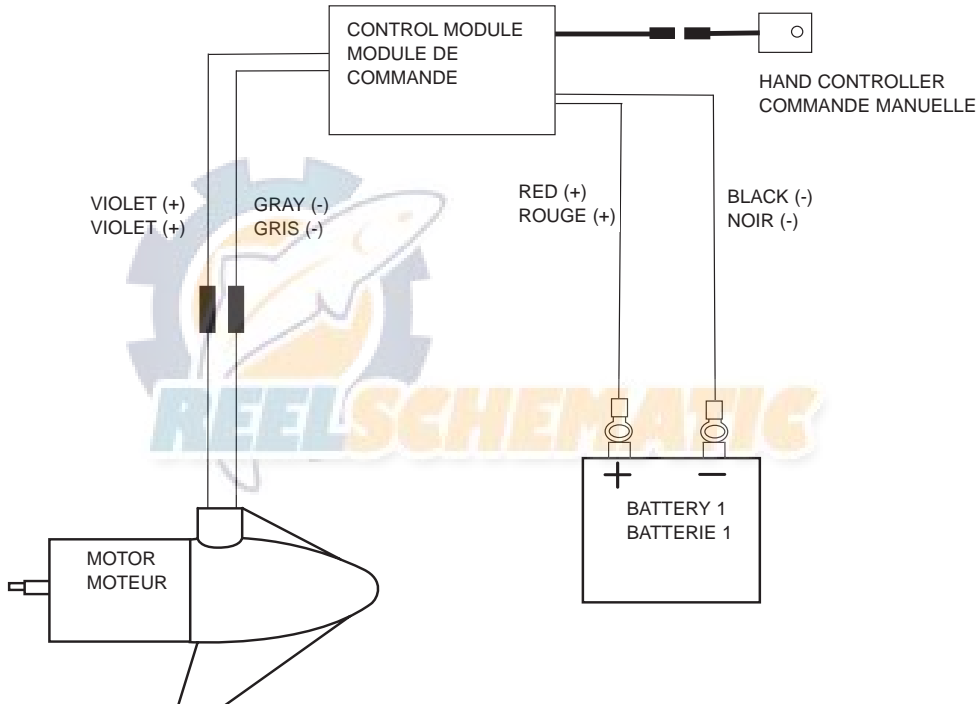 CONTROL MODULE
MODULE DE
COMMANDE
HAND CONTROLLER
COMMANDE MANUELLE
VIOLET (+)
VIOLET (+)
GRAY (-)
GRIS (-)
RED (+)
ROUGE (+)
BLACK (-)
NOIR (-)
REELSCHEMATIC
+
−
BATTERY 1
BATTERIE 1
MOTOR
MOTEUR